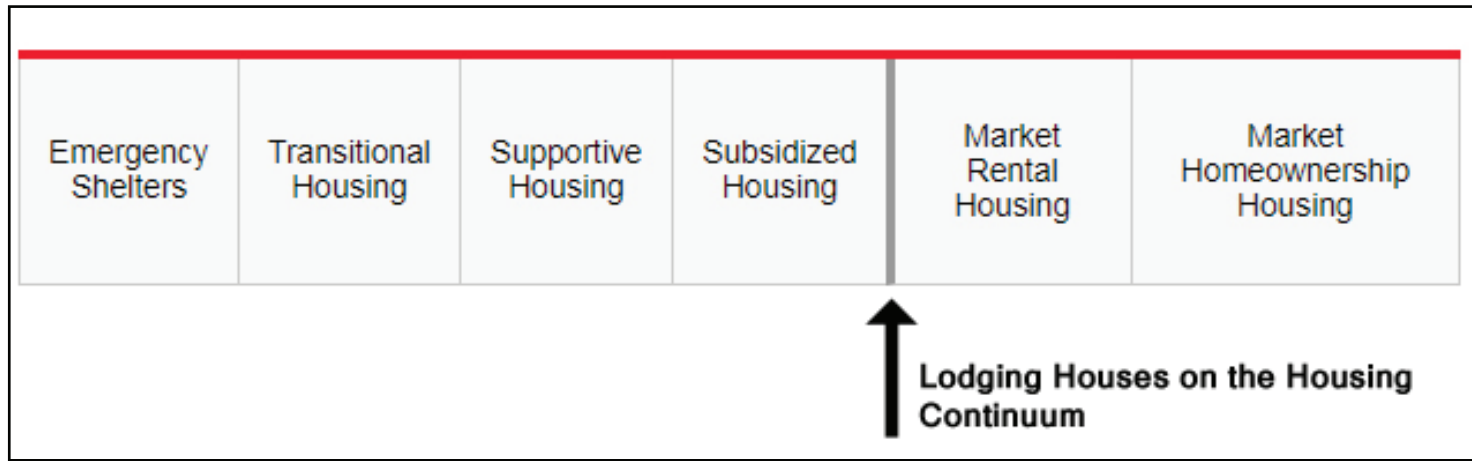 Emergency
Shelters
Transitional
Housing
Supportive
Housing
Subsidized
Housing
Market
Rental
Housing
Market
Homeownership
Housing
Lodging Houses on the Housing
Continuum